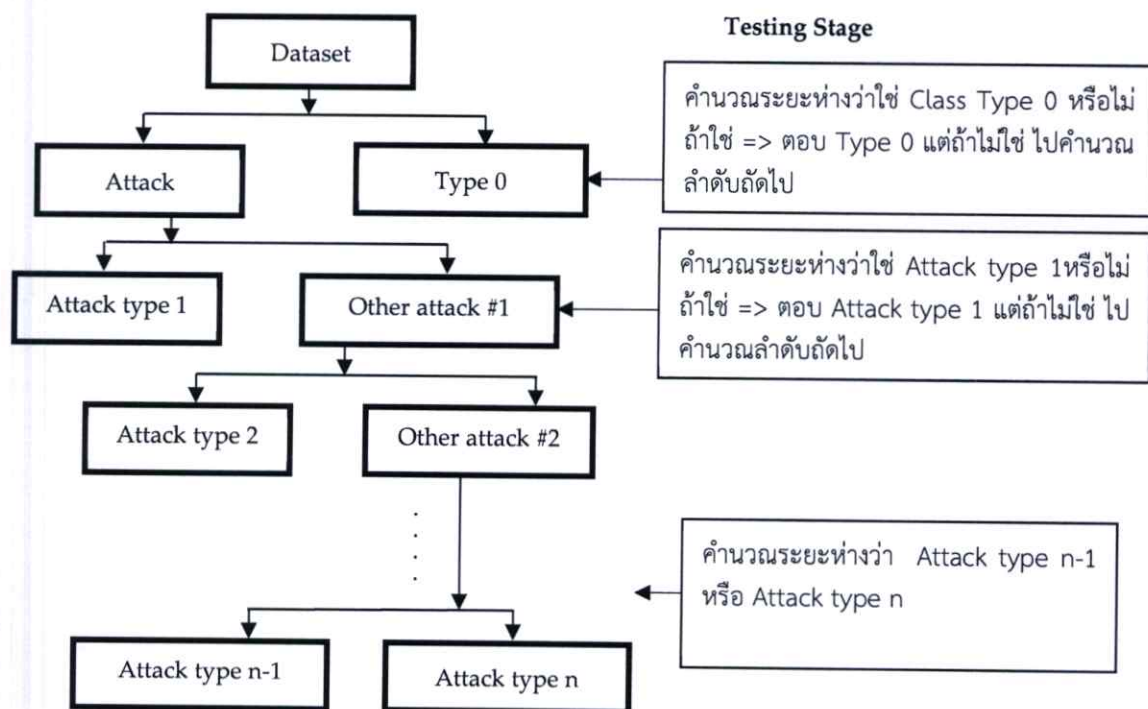 Testing Stage
Dataset
คำนวณระยะห่างว่าใช่ Class Type 0 หรือไม่
ถ้าใช่ => ตอบ Type 0 แต่ถ้าไม่ใช่ ไปคำนวณ
ลำดับถัดไป
Attack
Type 0
คำนวณระยะห่างว่าใช่ Attack type 1หรือไม่
ถ้าใช่ => ตอบ Attack type 1 แต่ถ้าไม่ใช่ ไป
คำนวณลำดับถัดไป
Attack type 1
Other attack #1
Attack type 2
Other attack #2
.
.
.
.
คำนวณระยะห่างว่า Attack type n-1
หรือ Attack type n
Attack type n-1
Attack type n